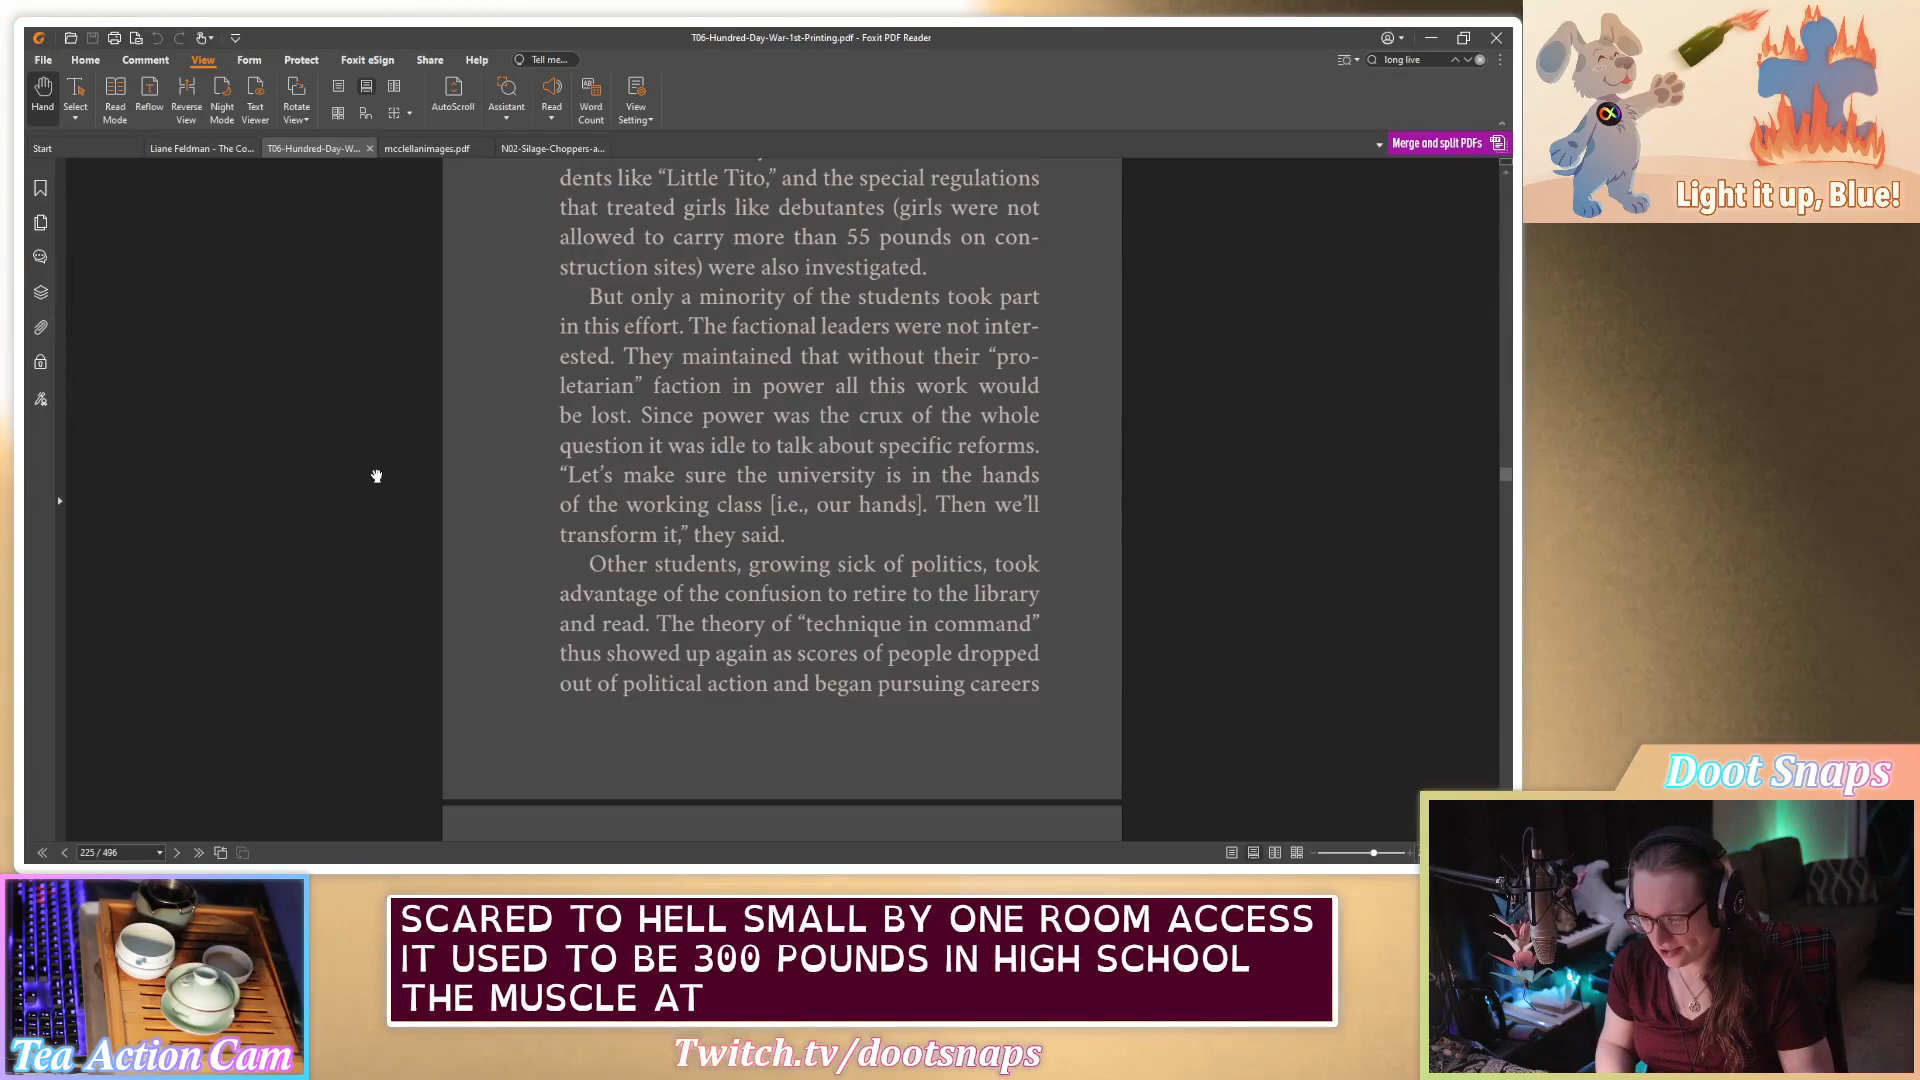 T06-Hundred-Day-War-1st-Printing.pdf - Foxit PDF Reader
File Home Comment View Form Protect Foxit eSign Share Help Tell me... long live
Hand Select Read Mode Reflow Reverse View Night Mode Text Viewer Rotate View AutoScroll Assistant Read Word Count View Setting
Start Liane Feldman - The Co... T06-Hundred-Day-W... mcclellanimages.pdf N02-Silage-Choppers-a... Merge and split PDFs
dents like “Little Tito,” and the special regulations
that treated girls like debutantes (girls were not
allowed to carry more than 55 pounds on con-
struction sites) were also investigated.
But only a minority of the students took part
in this effort. The factional leaders were not inter-
ested. They maintained that without their “pro-
letarian” faction in power all this work would
be lost. Since power was the crux of the whole
question it was idle to talk about specific reforms.
“Let’s make sure the university is in the hands
of the working class [i.e., our hands]. Then we’ll
transform it,” they said.
Other students, growing sick of politics, took
advantage of the confusion to retire to the library
and read. The theory of “technique in command”
thus showed up again as scores of people dropped
out of political action and began pursuing careers
225 / 496
Light it up, Blue!
Doot Snaps
SCARED TO HELL SMALL BY ONE ROOM ACCESS
IT USED TO BE 300 POUNDS IN HIGH SCHOOL
THE MUSCLE AT
Tea Action Cam
Twitch.tv/dootsnaps